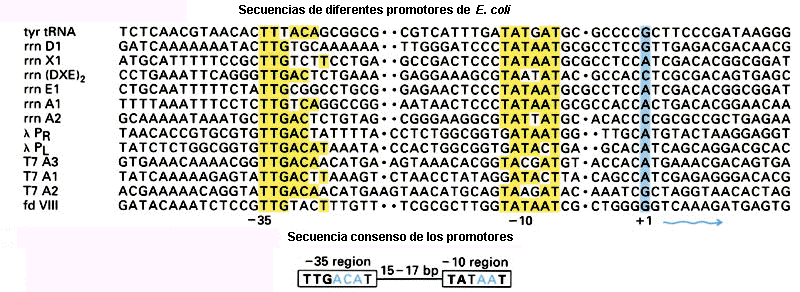 Secuencias de diferentes promotores de E. coli
tyr tRNA TCTCAACGTAACACTTTACAGCGGCG··CGTCATTTGATATGATGC·GCCCCGCTTCCCGATAAGGG
rrn D1 GATCAAAAAAATACTTGTGCAAAAAA··TTGGGATCCCTATAATGCGCCTCCGTTGAGACGACAACG
rrn X1 ATGCATTTTTCCGCTTGTCTTCCTGA··GCCGACTCCCTATAATGCGCCTCCATCGACACGGCGGAT
rrn (DXE)₂ CCTGAAATTCAGGGTTGACTCTGAAA··GAGGAAAGCGTAATATAC·GCCACCTCGCGACAGTGAGC
rrn E1 CTGCAATTTTTCTATTGCGGCCTGCG··GAGAACTCCCTATAATGCGCCTCCATCGACACGGCGGAT
rrn A1 TTTTAAATTTCCTCTTGTCAGGCCGG··AATAACTCCCTATAATGCGCCACCACTGACACGGAACAA
rrn A2 GCAAAAATAAATGCTTGACTCTGTAG··CGGGAAGGCGTATTATGC·ACACCCCGCGCCGCTGAGAA
λ PR TAACACCGTGCGTGTTGACTATTTTA·CCTCTGGCGGTGATAATGG··TTGCATGTACTAAGGAGGT
λ PL TATCTCTGGCGGTGTTGACATAAATA·CCACTGGCGGTGATACTGA·GCACATCAGCAGGACGCAC
T7 A3 GTGAAACAAAACGGTTGACAACATGA·AGTAAACACGGTACGATGT·ACCACATGAAACGACAGTGA
T7 A1 TATCAAAAAGAGTATTGACTTAAAGT·CTAACCTATAGGATACTTA·CAGCCATCGAGAGGGACACG
T7 A2 ACGAAAAACAGGTATTGACAACATGAAGTAACATGCAGTAAGATAC·AAATCGCTAGGTAACACTAG
fd VIII GATACAAATCTCCGTTGTACTTTGTT··TCGCGCTTGGTATAATCG·CTGGGGGTCAAAGATGAGTG
−35 −10 +1
Secuencia consenso de los promotores
−35 region 15–17 bp −10 region
TTGACAT TATAAT